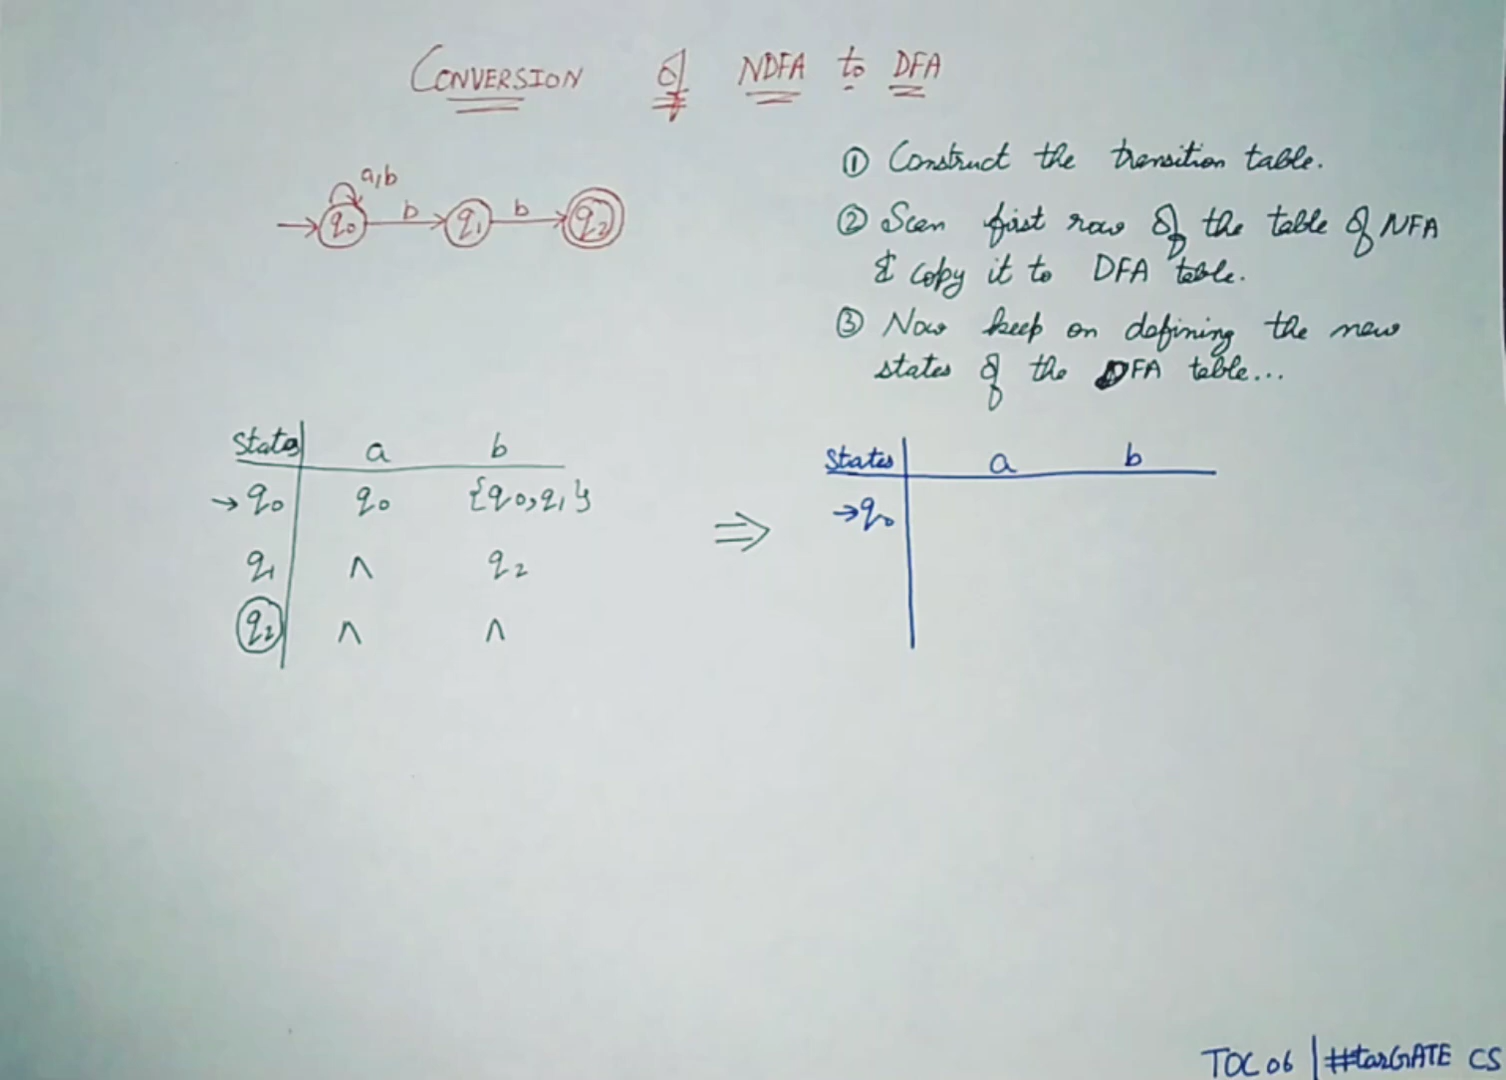 CONVERSION of NDFA to DFA
a,b
q0 b q1 b q2
① Construct the transition table.
② Scan first row of the table of NFA
& copy it to DFA table.
③ Now keep on defining the new
states of the DFA table...
States a b
→q0 q0 {q0,q1}
q1 ∧ q2
q2 ∧ ∧
⇒
States a b
→q0
TOC 06 | #tarGATE CS